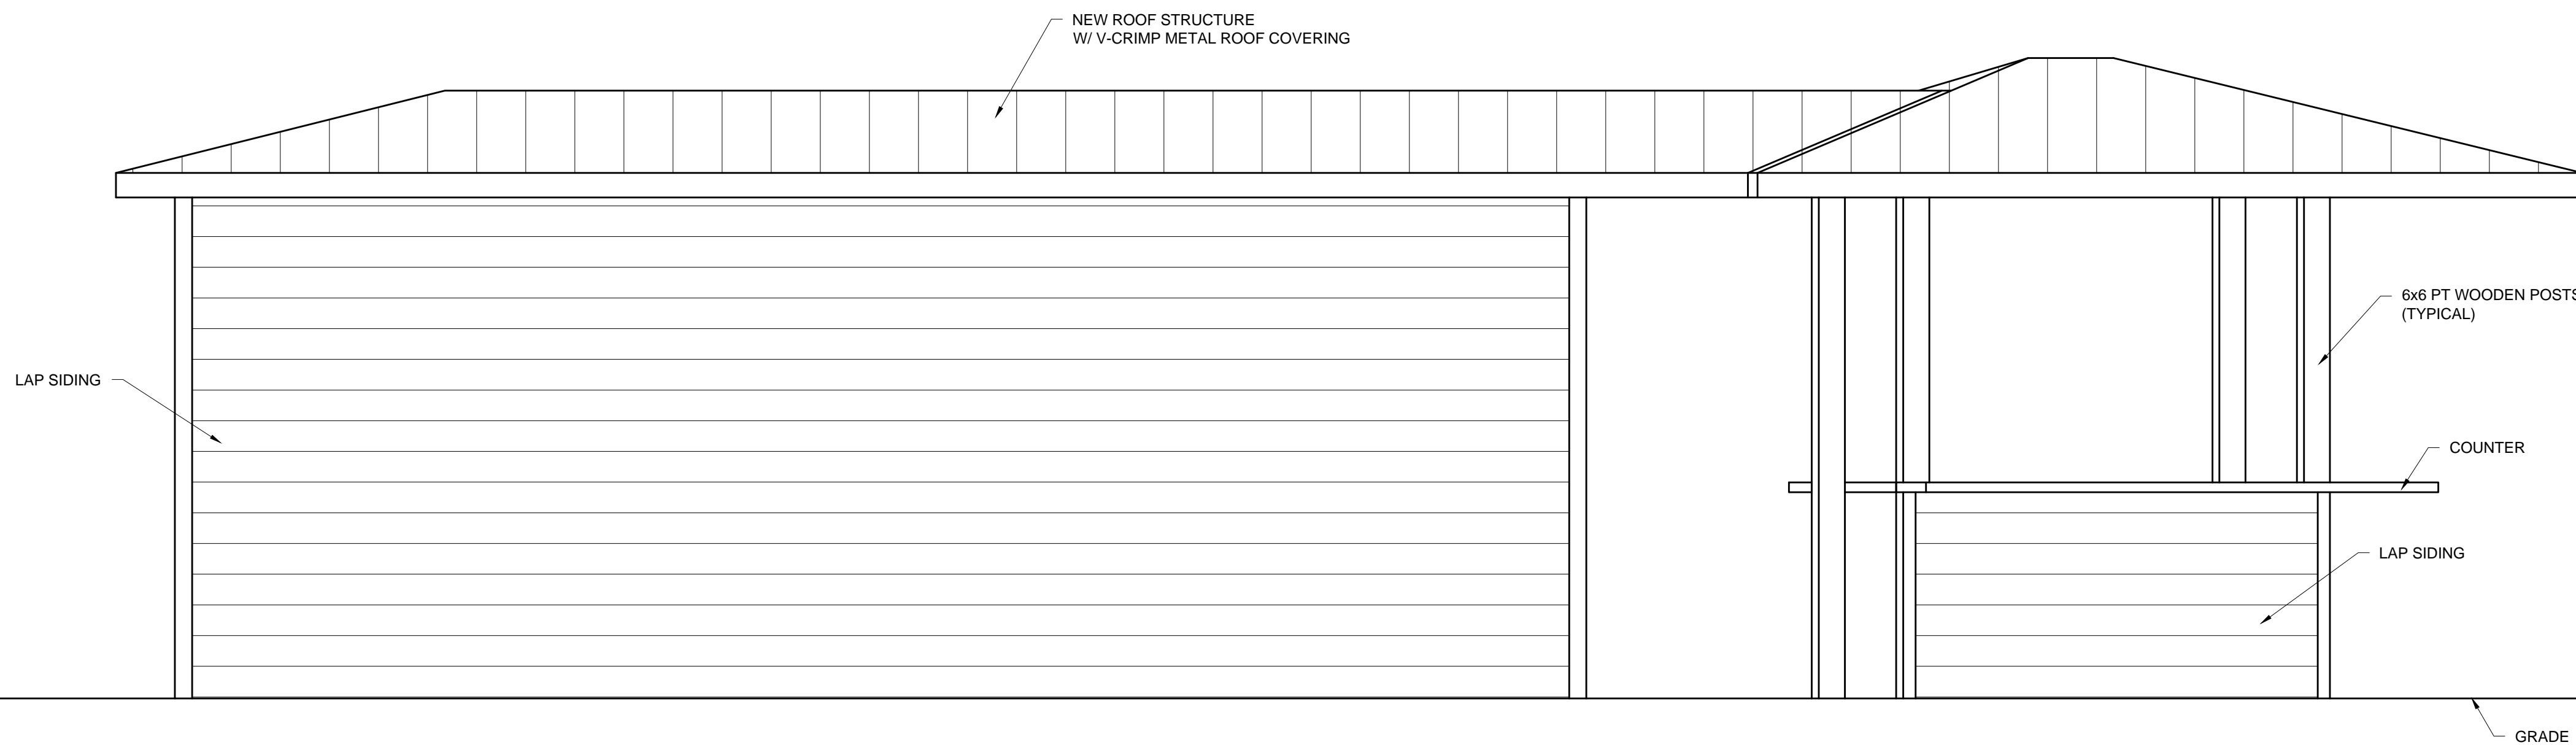 NEW ROOF STRUCTURE
W/ V-CRIMP METAL ROOF COVERING
6x6 PT WOODEN POSTS
(TYPICAL)
LAP SIDING
COUNTER
LAP SIDING
GRADE